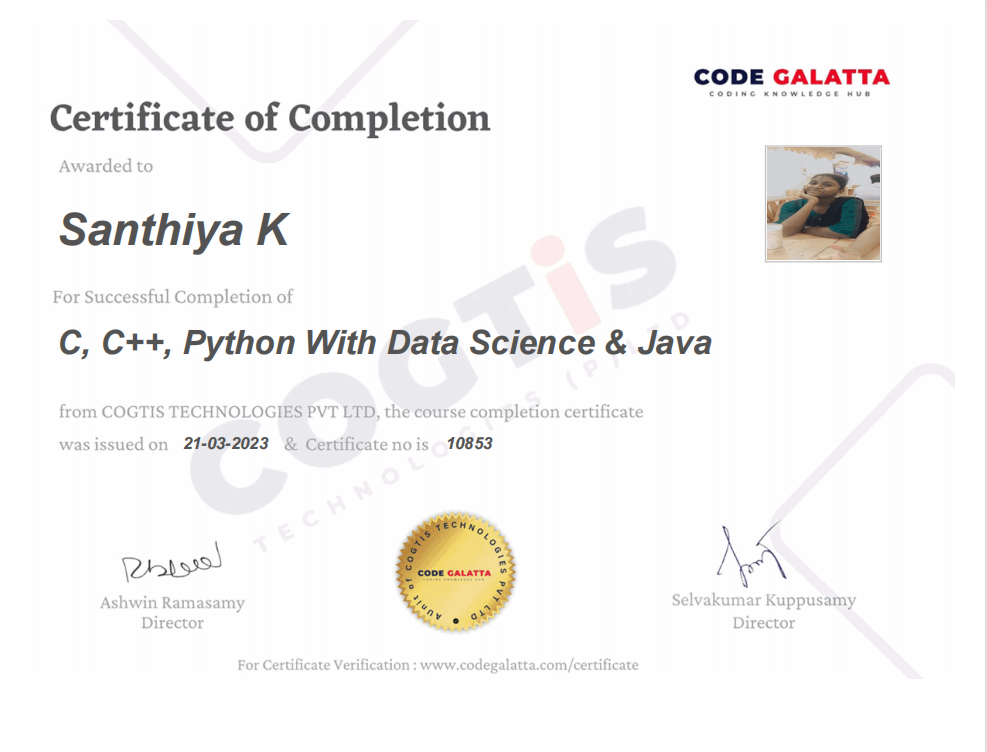 CODE GALATTA
CODING KNOWLEDGE HUB
Certificate of Completion
Awarded to
Santhiya K
For Successful Completion of
C, C++, Python With Data Science & Java
from COGTIS TECHNOLOGIES PVT LTD, the course completion certificate
was issued on 21-03-2023 & Certificate no is 10853
COGTiS
TECHNOLOGIES (P) LTD
Ashwin Ramasamy
Director
A unit of COGTIS TECHNOLOGIES PVT LTD
CODE GALATTA
CODING KNOWLEDGE HUB
Selvakumar Kuppusamy
Director
For Certificate Verification : www.codegalatta.com/certificate